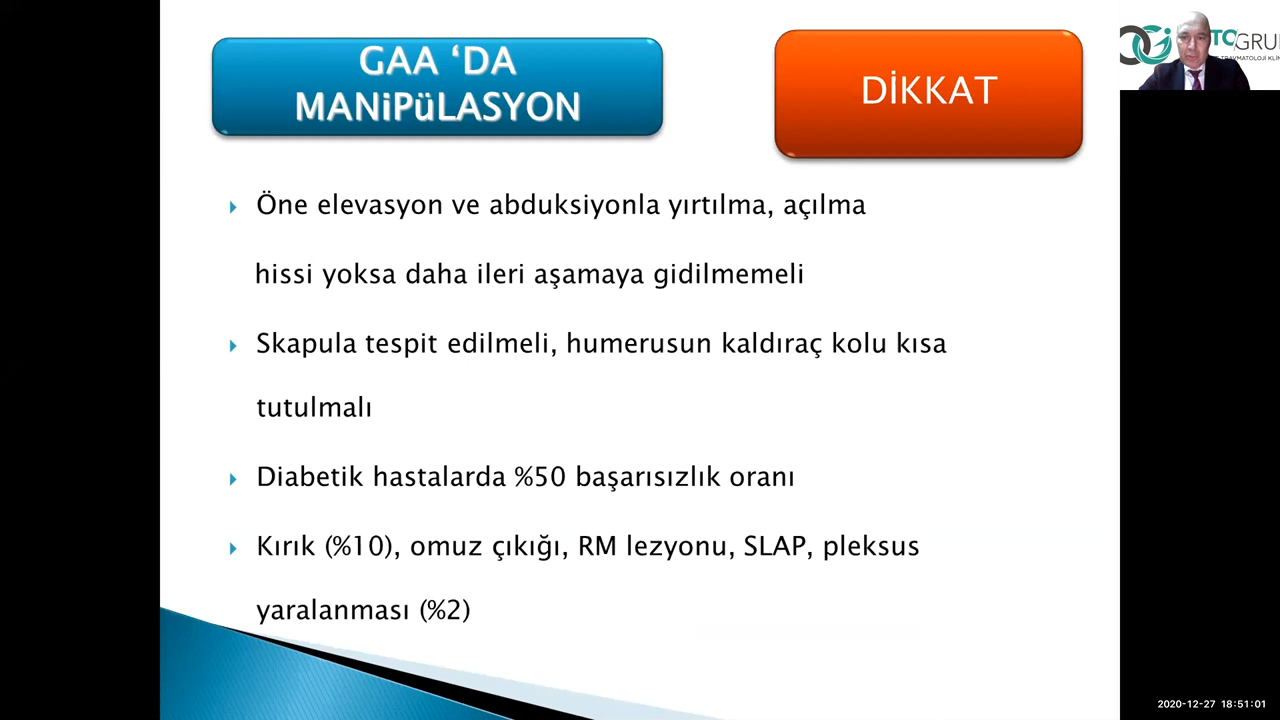 GAA ‘DA
MANiPüLASYON
DİKKAT
Öne elevasyon ve abduksiyonla yırtılma, açılma
hissi yoksa daha ileri aşamaya gidilmemeli
Skapula tespit edilmeli, humerusun kaldıraç kolu kısa
tutulmalı
Diabetik hastalarda %50 başarısızlık oranı
Kırık (%10), omuz çıkığı, RM lezyonu, SLAP, pleksus
yaralanması (%2)
2020-12-27 18:51:01